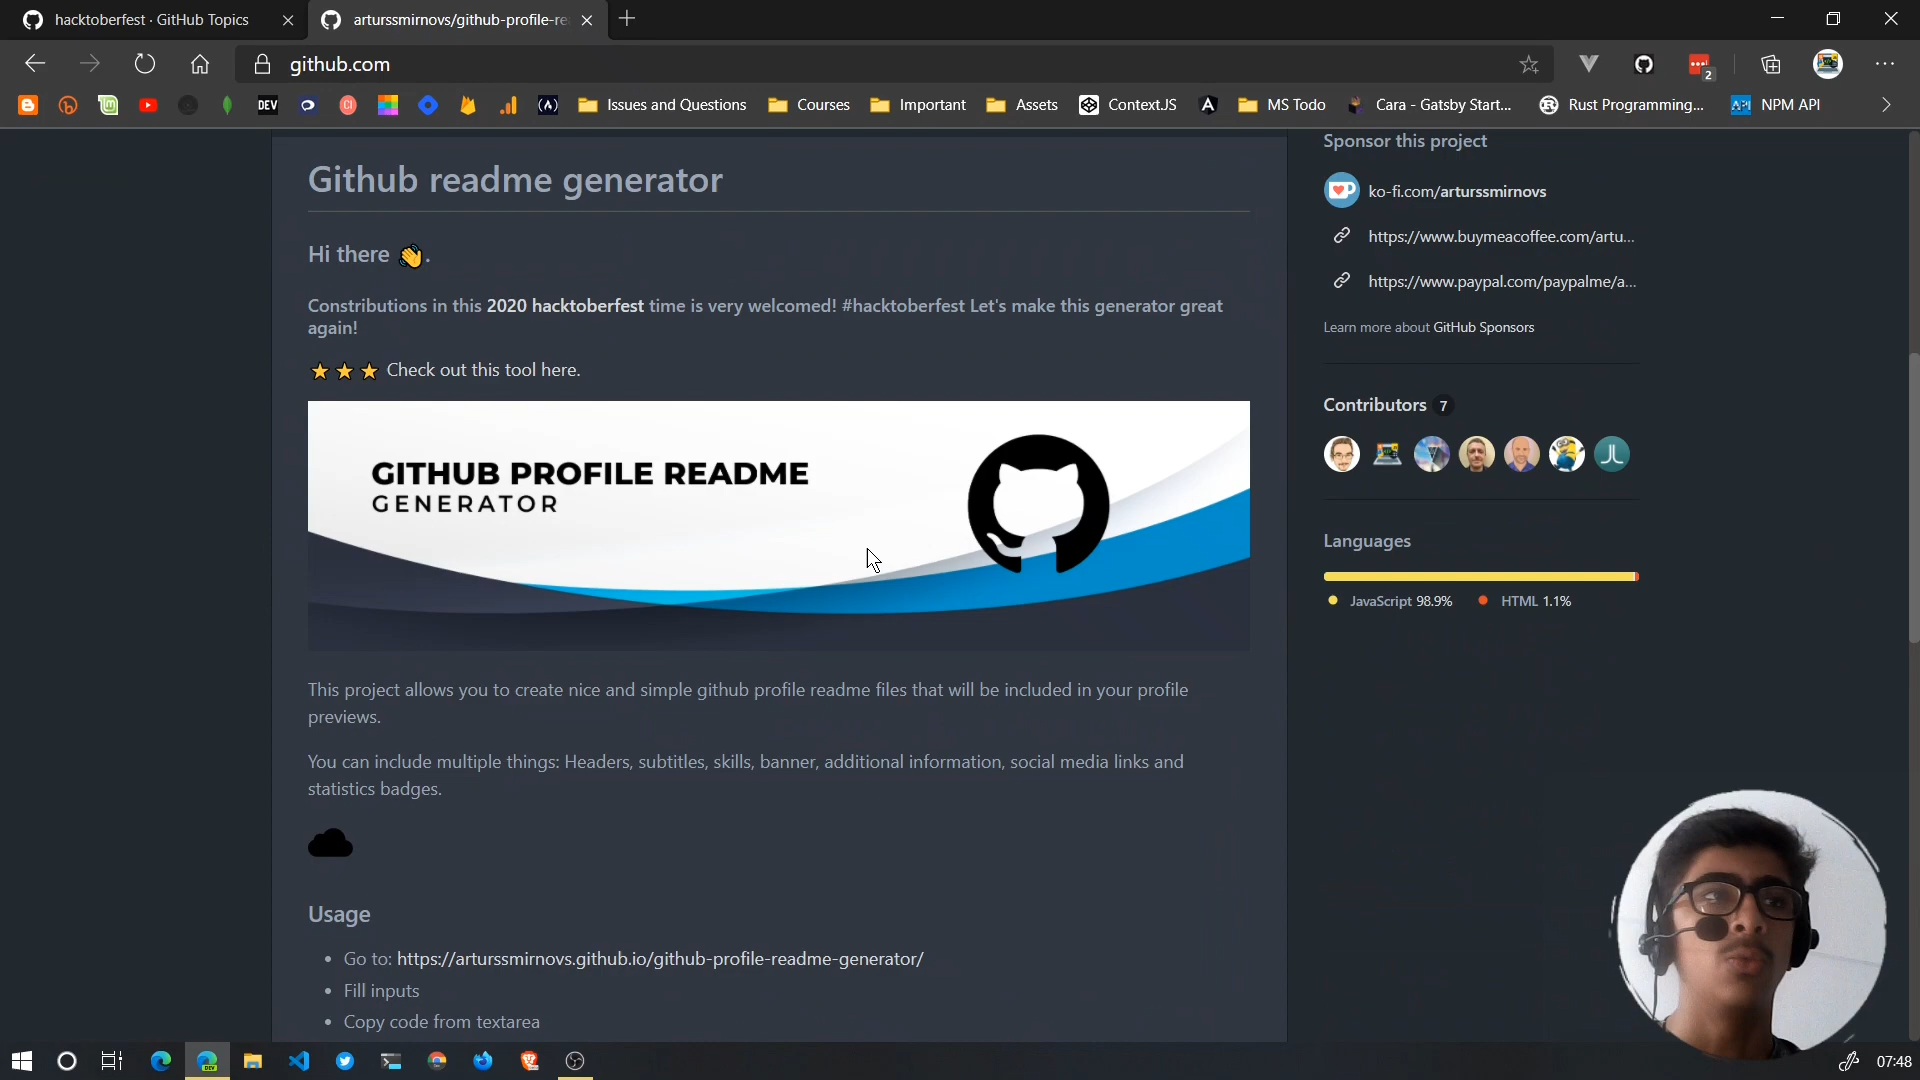 hacktoberfest · GitHub Topics
arturssmirnovs/github-profile-re
github.com
2
DEV
CI
(A)
Issues and Questions
Courses
Important
Assets
ContextJS
MS Todo
Cara - Gatsby Start...
Rust Programming...
API
NPM API
Github readme generator
Hi there 👋.
Constributions in this 2020 hacktoberfest time is very welcomed! #hacktoberfest Let's make this generator great
again!
⭐ ⭐ ⭐ Check out this tool here.
GITHUB PROFILE README
GENERATOR
This project allows you to create nice and simple github profile readme files that will be included in your profile
previews.
You can include multiple things: Headers, subtitles, skills, banner, additional information, social media links and
statistics badges.
Usage
• Go to: https://arturssmirnovs.github.io/github-profile-readme-generator/
• Fill inputs
• Copy code from textarea
Sponsor this project
ko-fi.com/arturssmirnovs
https://www.buymeacoffee.com/artu...
https://www.paypal.com/paypalme/a...
Learn more about GitHub Sponsors
Contributors 7
JL
Languages
JavaScript 98.9% HTML 1.1%
DEV
07:48